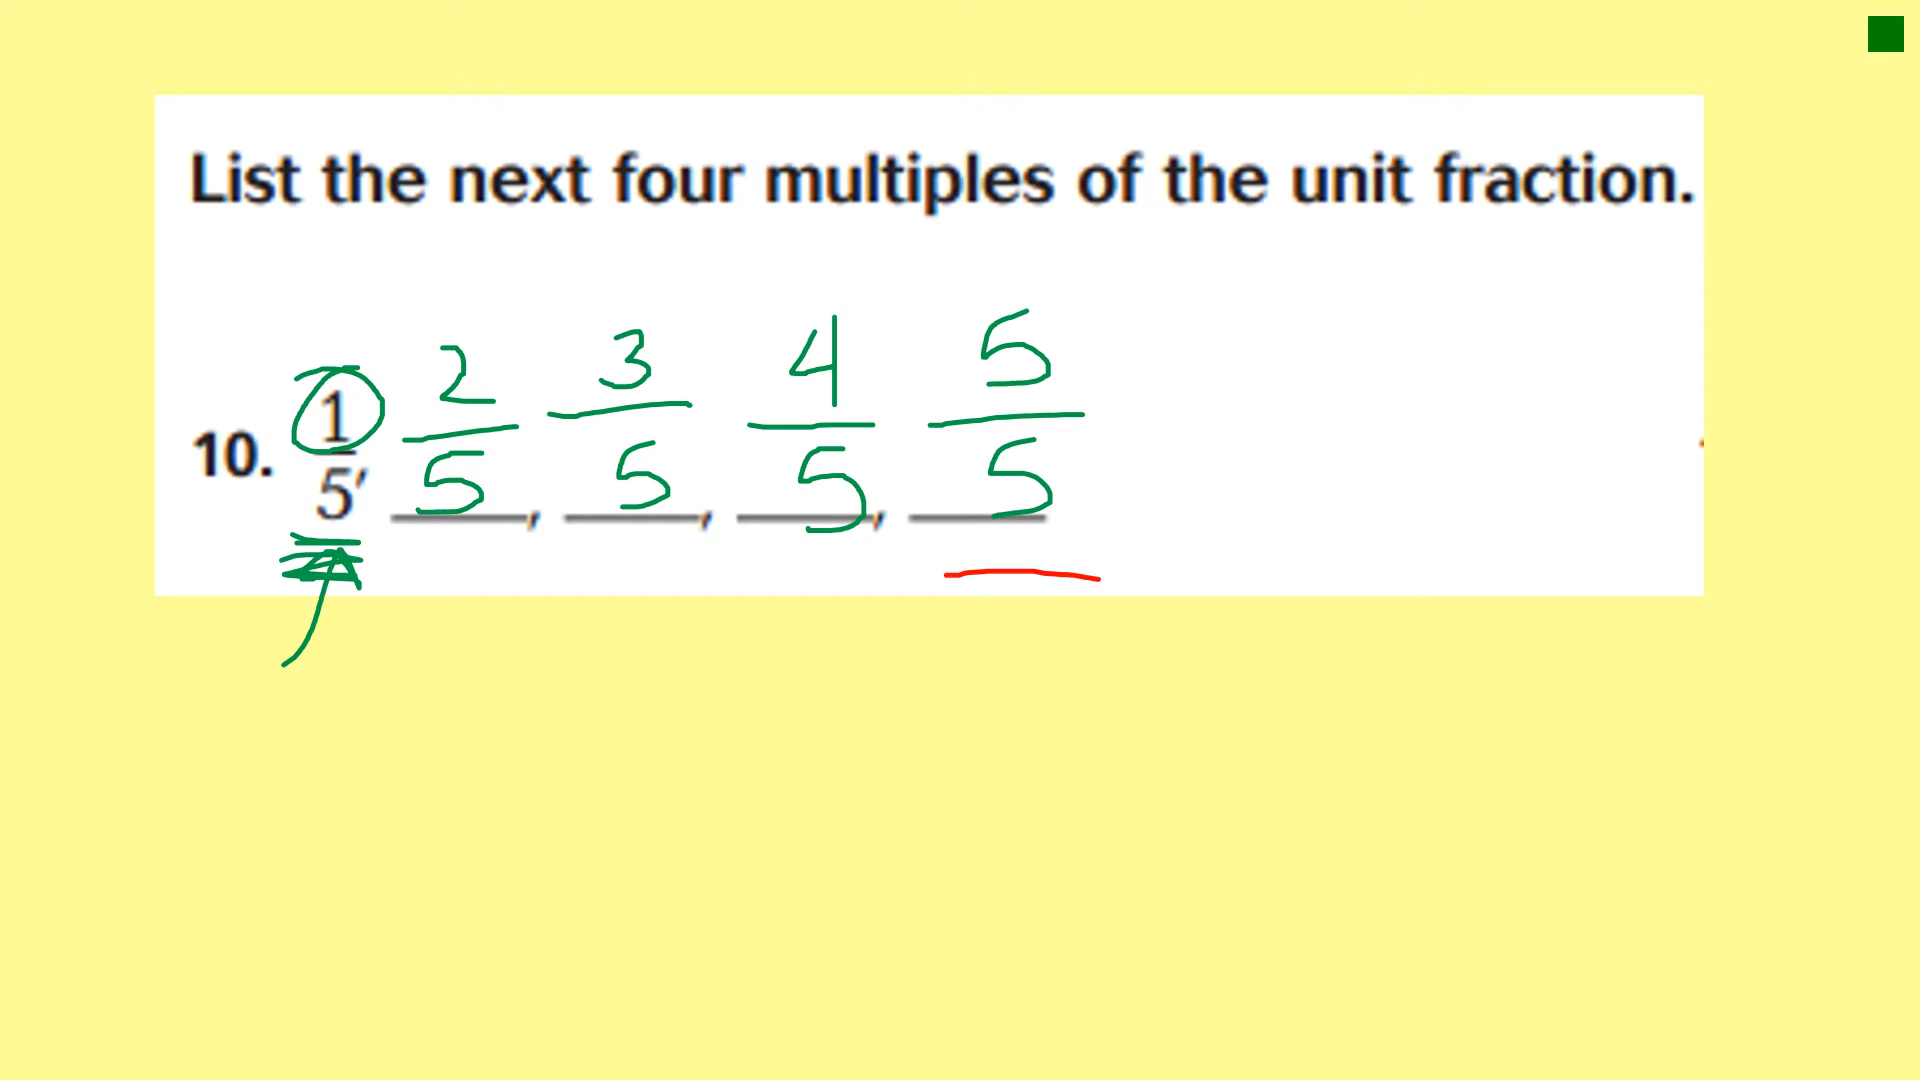 List the next four multiples of the unit fraction.
10. 1/5, 2/5, 3/5, 4/5, 5/5